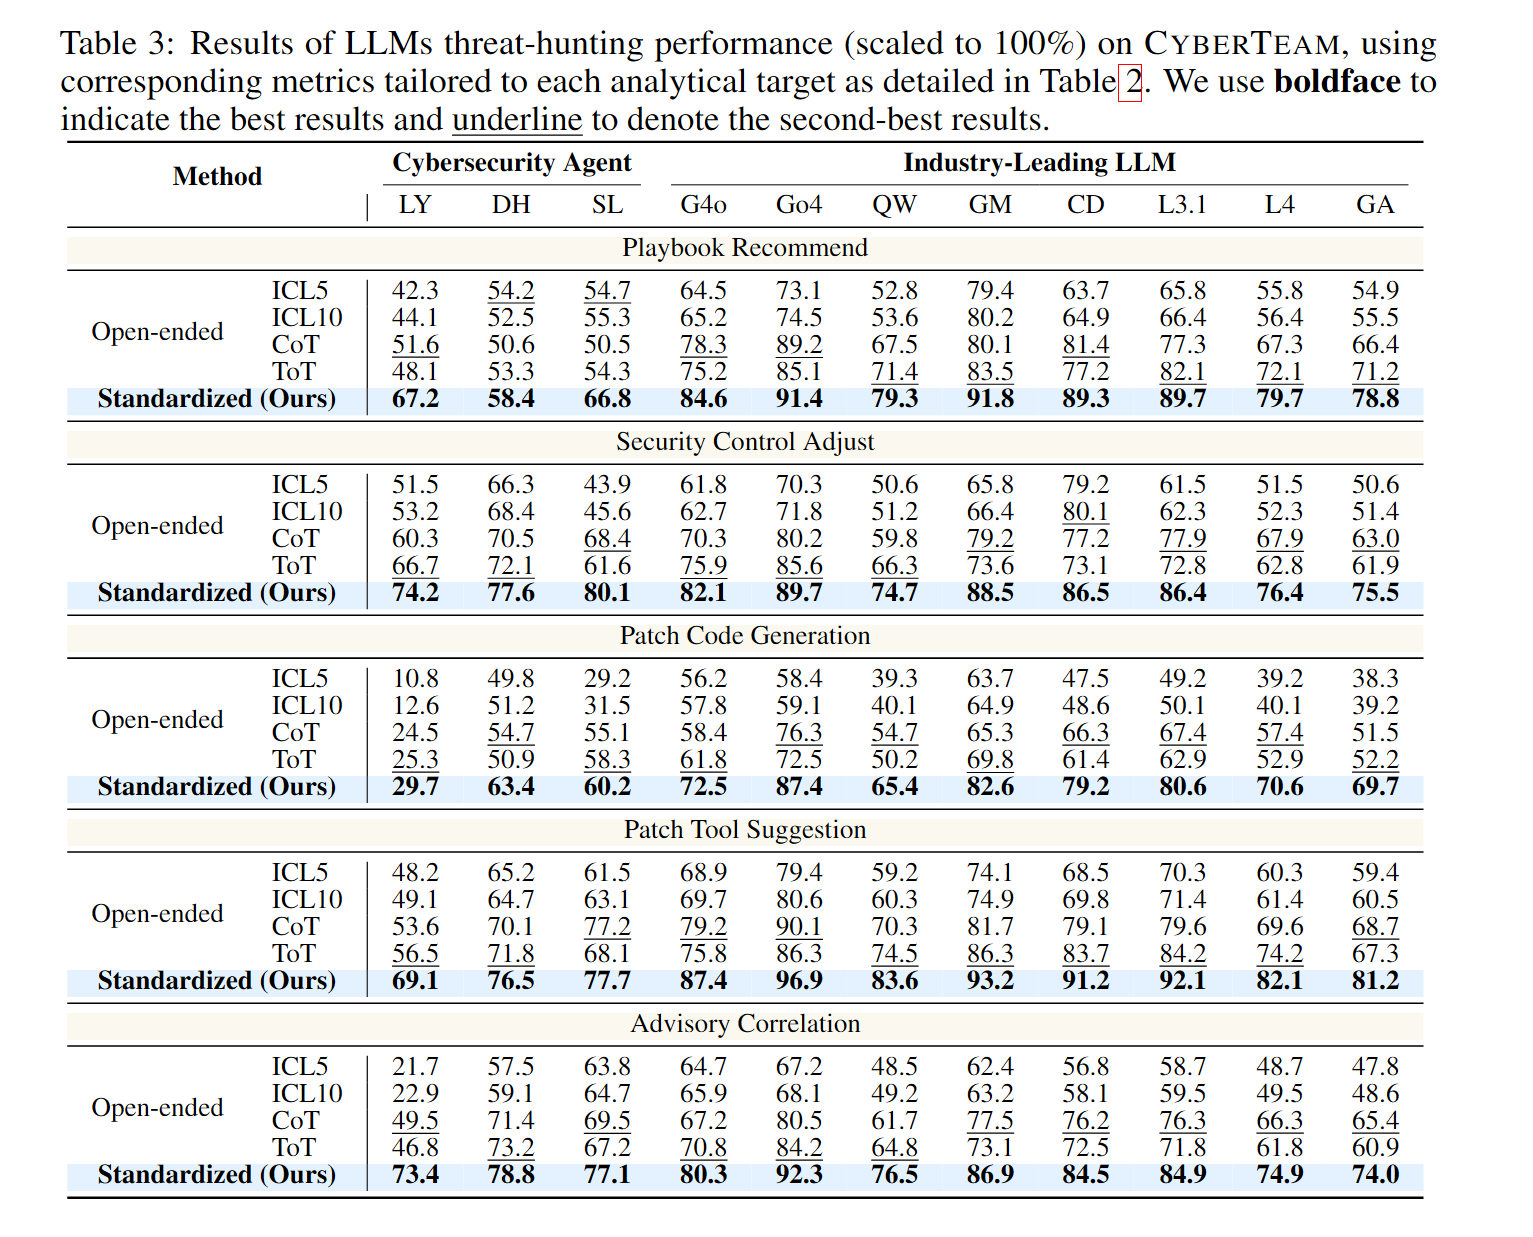 Table 3: Results of LLMs threat-hunting performance (scaled to 100%) on CYBERTEAM, using
corresponding metrics tailored to each analytical target as detailed in Table 2. We use boldface to
indicate the best results and underline to denote the second-best results.
Method Cybersecurity Agent Industry-Leading LLM
LY DH SL G4o Go4 QW GM CD L3.1 L4 GA
Playbook Recommend
Open-ended
ICL5 42.3 54.2 54.7 64.5 73.1 52.8 79.4 63.7 65.8 55.8 54.9
ICL10 44.1 52.5 55.3 65.2 74.5 53.6 80.2 64.9 66.4 56.4 55.5
CoT 51.6 50.6 50.5 78.3 89.2 67.5 80.1 81.4 77.3 67.3 66.4
ToT 48.1 53.3 54.3 75.2 85.1 71.4 83.5 77.2 82.1 72.1 71.2
Standardized (Ours) 67.2 58.4 66.8 84.6 91.4 79.3 91.8 89.3 89.7 79.7 78.8
Security Control Adjust
Open-ended
ICL5 51.5 66.3 43.9 61.8 70.3 50.6 65.8 79.2 61.5 51.5 50.6
ICL10 53.2 68.4 45.6 62.7 71.8 51.2 66.4 80.1 62.3 52.3 51.4
CoT 60.3 70.5 68.4 70.3 80.2 59.8 79.2 77.2 77.9 67.9 63.0
ToT 66.7 72.1 61.6 75.9 85.6 66.3 73.6 73.1 72.8 62.8 61.9
Standardized (Ours) 74.2 77.6 80.1 82.1 89.7 74.7 88.5 86.5 86.4 76.4 75.5
Patch Code Generation
Open-ended
ICL5 10.8 49.8 29.2 56.2 58.4 39.3 63.7 47.5 49.2 39.2 38.3
ICL10 12.6 51.2 31.5 57.8 59.1 40.1 64.9 48.6 50.1 40.1 39.2
CoT 24.5 54.7 55.1 58.4 76.3 54.7 65.3 66.3 67.4 57.4 51.5
ToT 25.3 50.9 58.3 61.8 72.5 50.2 69.8 61.4 62.9 52.9 52.2
Standardized (Ours) 29.7 63.4 60.2 72.5 87.4 65.4 82.6 79.2 80.6 70.6 69.7
Patch Tool Suggestion
Open-ended
ICL5 48.2 65.2 61.5 68.9 79.4 59.2 74.1 68.5 70.3 60.3 59.4
ICL10 49.1 64.7 63.1 69.7 80.6 60.3 74.9 69.8 71.4 61.4 60.5
CoT 53.6 70.1 77.2 79.2 90.1 70.3 81.7 79.1 79.6 69.6 68.7
ToT 56.5 71.8 68.1 75.8 86.3 74.5 86.3 83.7 84.2 74.2 67.3
Standardized (Ours) 69.1 76.5 77.7 87.4 96.9 83.6 93.2 91.2 92.1 82.1 81.2
Advisory Correlation
Open-ended
ICL5 21.7 57.5 63.8 64.7 67.2 48.5 62.4 56.8 58.7 48.7 47.8
ICL10 22.9 59.1 64.7 65.9 68.1 49.2 63.2 58.1 59.5 49.5 48.6
CoT 49.5 71.4 69.5 67.2 80.5 61.7 77.5 76.2 76.3 66.3 65.4
ToT 46.8 73.2 67.2 70.8 84.2 64.8 73.1 72.5 71.8 61.8 60.9
Standardized (Ours) 73.4 78.8 77.1 80.3 92.3 76.5 86.9 84.5 84.9 74.9 74.0